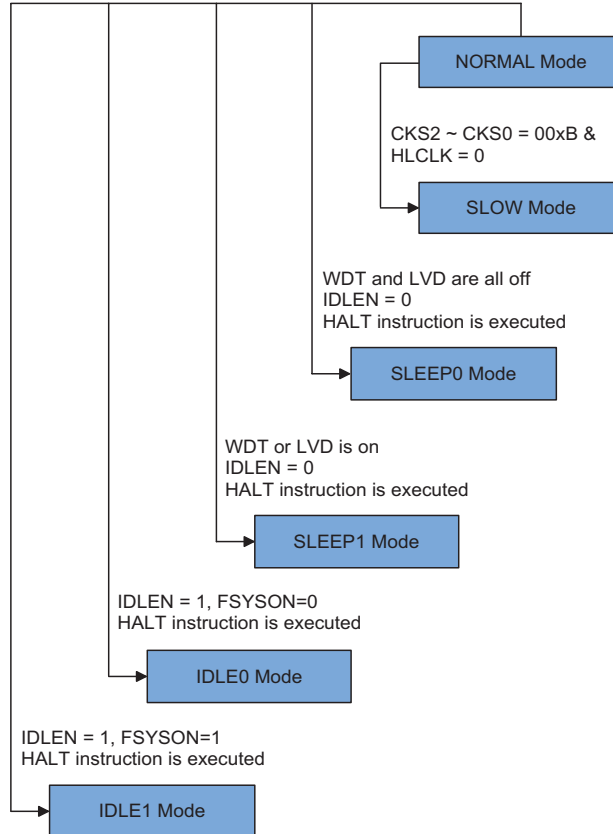 NORMAL Mode
CKS2 ~ CKS0 = 00xB &
HLCLK = 0
SLOW Mode
WDT and LVD are all off
IDLEN = 0
HALT instruction is executed
SLEEP0 Mode
WDT or LVD is on
IDLEN = 0
HALT instruction is executed
SLEEP1 Mode
IDLEN = 1, FSYSON=0
HALT instruction is executed
IDLE0 Mode
IDLEN = 1, FSYSON=1
HALT instruction is executed
IDLE1 Mode